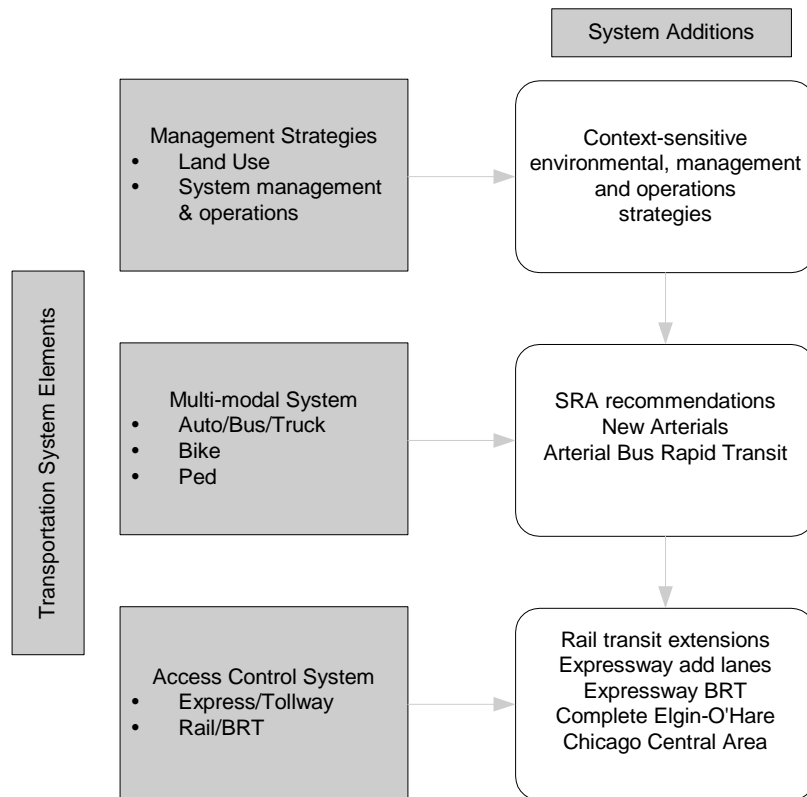 System Additions
Transportation System Elements
Management Strategies
• Land Use
• System management
& operations
Context-sensitive
environmental, management
and operations
strategies
Multi-modal System
• Auto/Bus/Truck
• Bike
• Ped
SRA recommendations
New Arterials
Arterial Bus Rapid Transit
Access Control System
• Express/Tollway
• Rail/BRT
Rail transit extensions
Expressway add lanes
Expressway BRT
Complete Elgin-O'Hare
Chicago Central Area